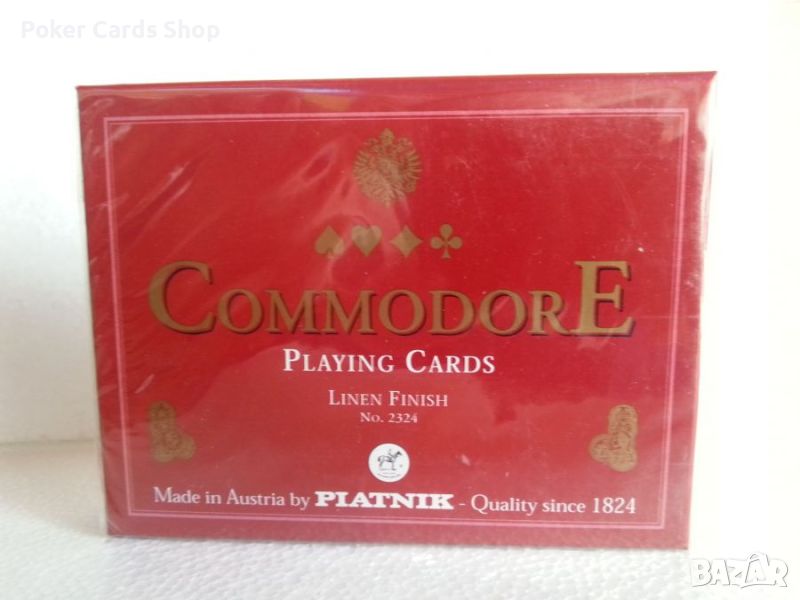 Poker Cards Shop
COMMODORE
PLAYING CARDS
LINEN FINISH
No. 2324
Made in Austria by PIATNIK - Quality since 1824
BAZAR